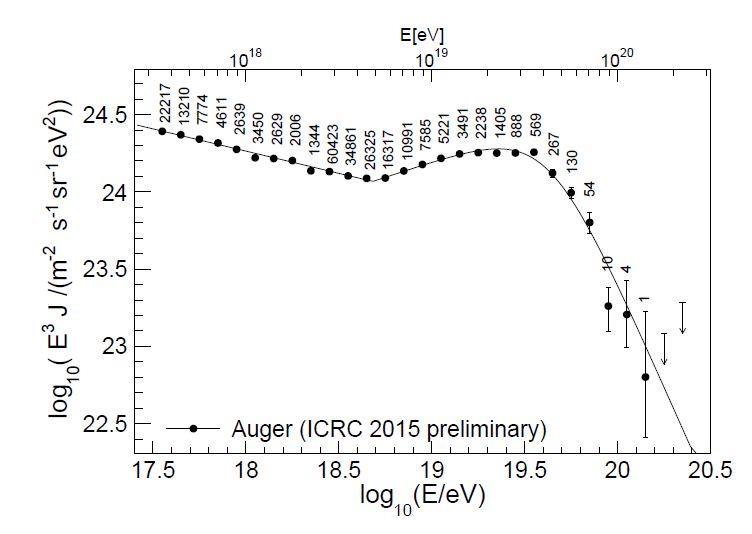 E[eV]
10^18 10^19 10^20
log10( E^3 J /(m^-2 s^-1 sr^-1 eV^2))
24.5
24
23.5
23
22.5
22217 13210 7774 4611 2639 3450 2629 2006 1344 60423 34861 26325 16317 10991 7585 5221 3491 2238 1405 888 569 267 130 54 10 4 1
Auger (ICRC 2015 preliminary)
17.5 18 18.5 19 19.5 20 20.5
log10(E/eV)